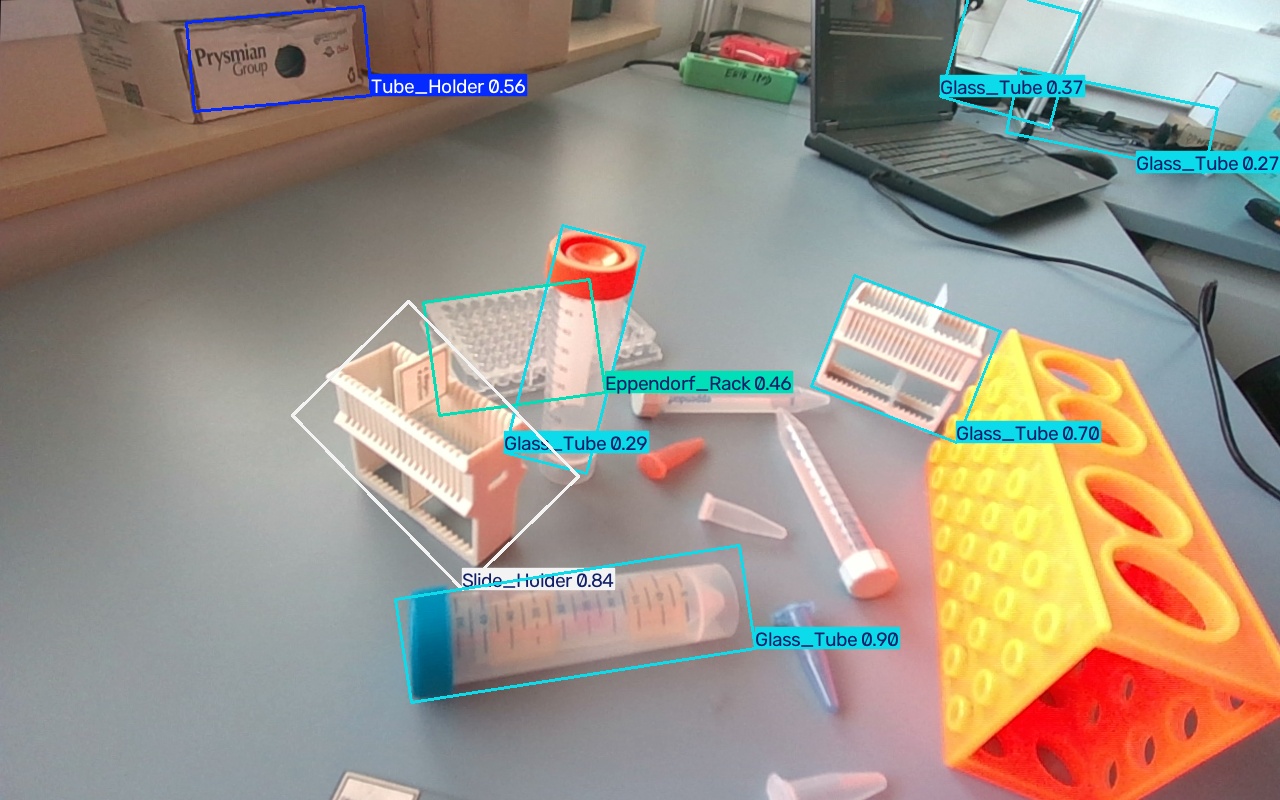 Prysmian
Group
Tube_Holder 0.56
Glass_Tube 0.37
Glass_Tube 0.27
Eppendorf_Rack 0.46
eppendorf
Glass_Tube 0.29
Glass_Tube 0.70
Slide_Holder 0.84
Glass_Tube 0.90